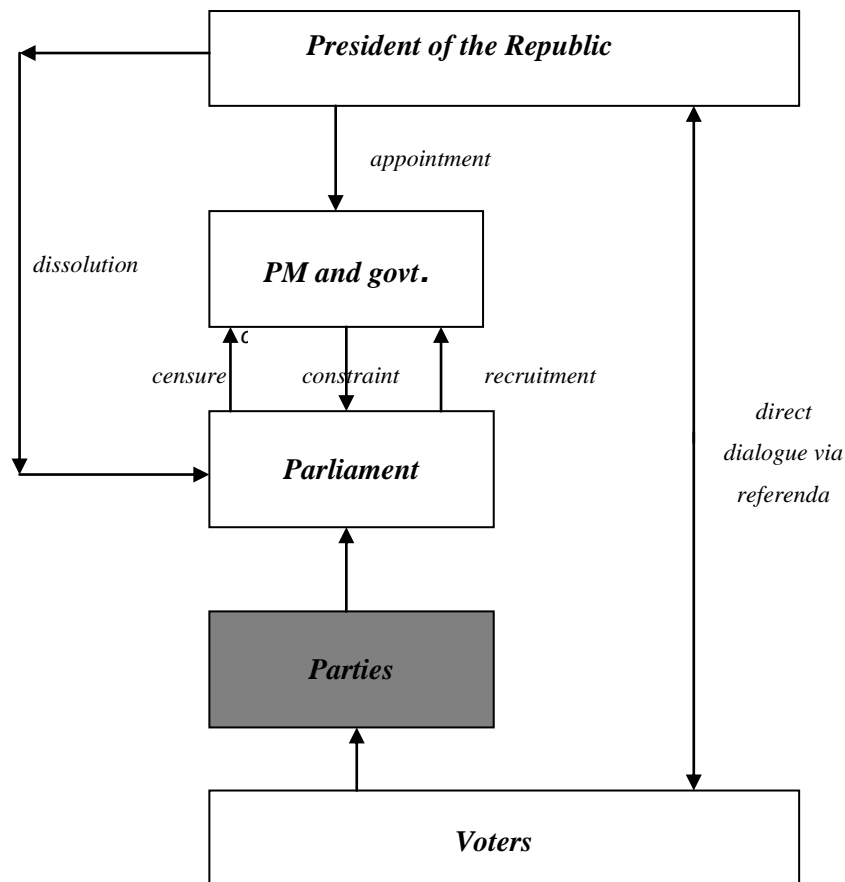 President of the Republic
appointment
dissolution
PM and govt.
c
censure
constraint
recruitment
direct
dialogue via
referenda
Parliament
Parties
Voters